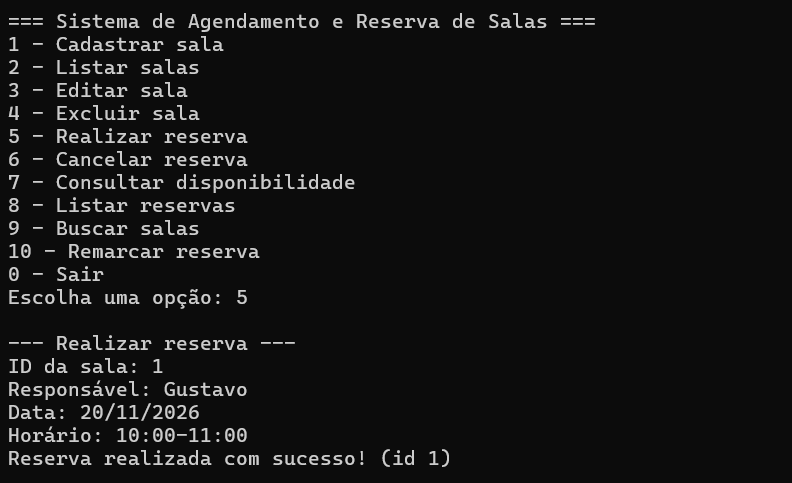 === Sistema de Agendamento e Reserva de Salas ===
1 - Cadastrar sala
2 - Listar salas
3 - Editar sala
4 - Excluir sala
5 - Realizar reserva
6 - Cancelar reserva
7 - Consultar disponibilidade
8 - Listar reservas
9 - Buscar salas
10 - Remarcar reserva
0 - Sair
Escolha uma opção: 5

--- Realizar reserva ---
ID da sala: 1
Responsável: Gustavo
Data: 20/11/2026
Horário: 10:00-11:00
Reserva realizada com sucesso! (id 1)